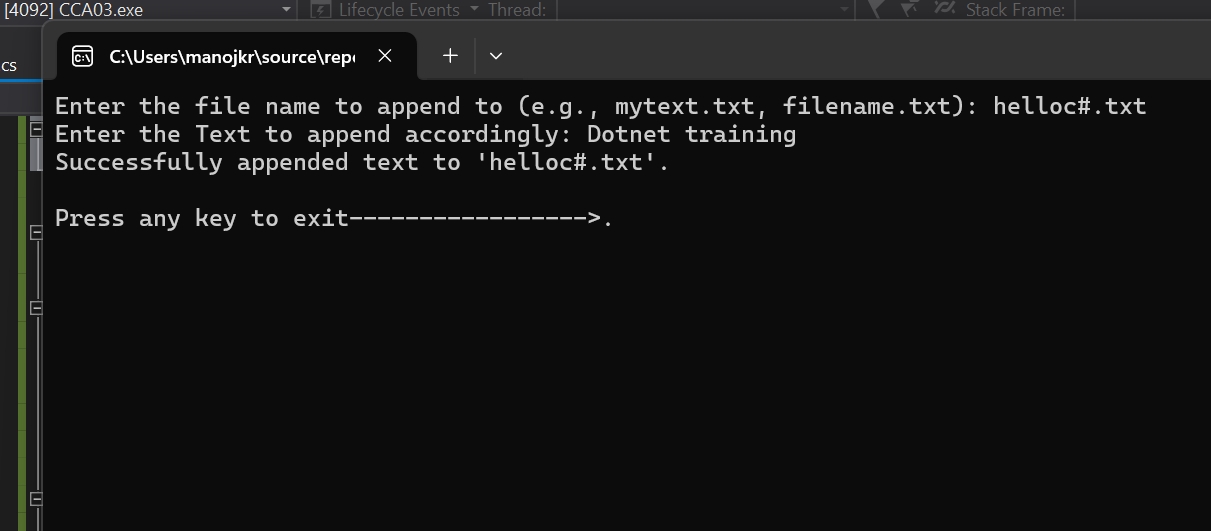 [4092] CCA03.exe Lifecycle Events Thread: Stack Frame:
cs
C:\Users\manojkr\source\repo
Enter the file name to append to (e.g., mytext.txt, filename.txt): helloc#.txt
Enter the Text to append accordingly: Dotnet training
Successfully appended text to 'helloc#.txt'.
Press any key to exit----------------->.